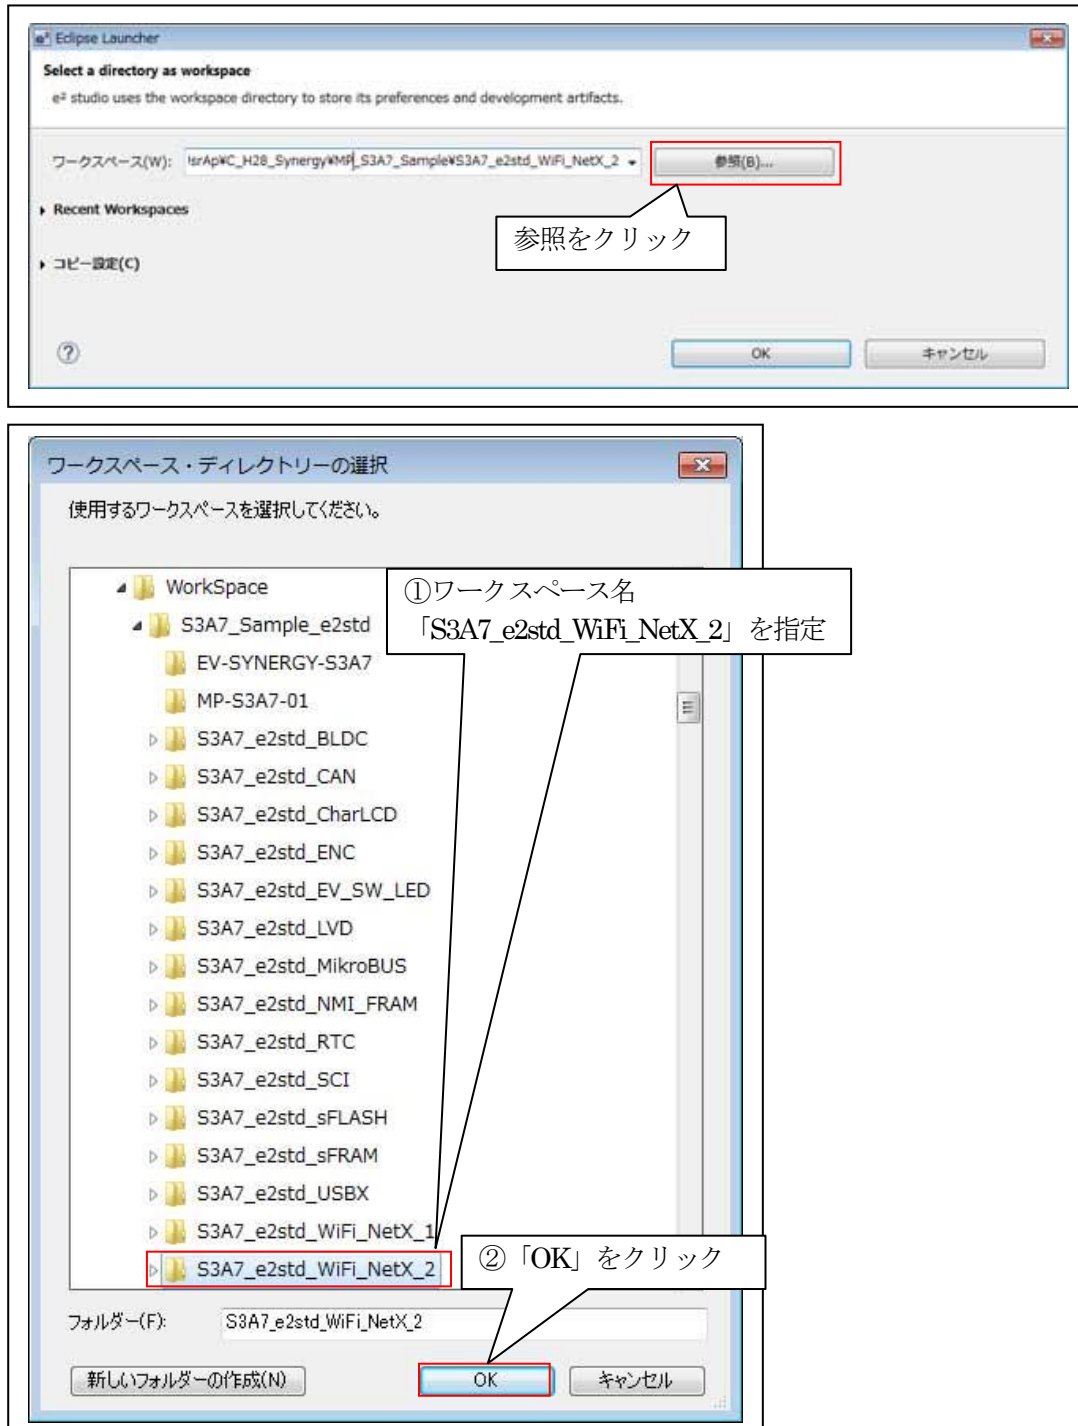 e² Eclipse Launcher
Select a directory as workspace
e² studio uses the workspace directory to store its preferences and development artifacts.
ワークスペース(W): srAp¥C_H28_Synergy¥MP_S3A7_Sample¥S3A7_e2std_WiFi_NetX_2 参照(B)...
Recent Workspaces
参照をクリック
コピー設定(C)
OK キャンセル
ワークスペース・ディレクトリーの選択
使用するワークスペースを選択してください。
WorkSpace
①ワークスペース名
「S3A7_e2std_WiFi_NetX_2」を指定
S3A7_Sample_e2std
EV-SYNERGY-S3A7
MP-S3A7-01
S3A7_e2std_BLDC
S3A7_e2std_CAN
S3A7_e2std_CharLCD
S3A7_e2std_ENC
S3A7_e2std_EV_SW_LED
S3A7_e2std_LVD
S3A7_e2std_MikroBUS
S3A7_e2std_NMI_FRAM
S3A7_e2std_RTC
S3A7_e2std_SCI
S3A7_e2std_sFLASH
S3A7_e2std_sFRAM
S3A7_e2std_USBX
S3A7_e2std_WiFi_NetX_1
S3A7_e2std_WiFi_NetX_2
②「OK」をクリック
フォルダー(F): S3A7_e2std_WiFi_NetX_2
新しいフォルダーの作成(N) OK キャンセル